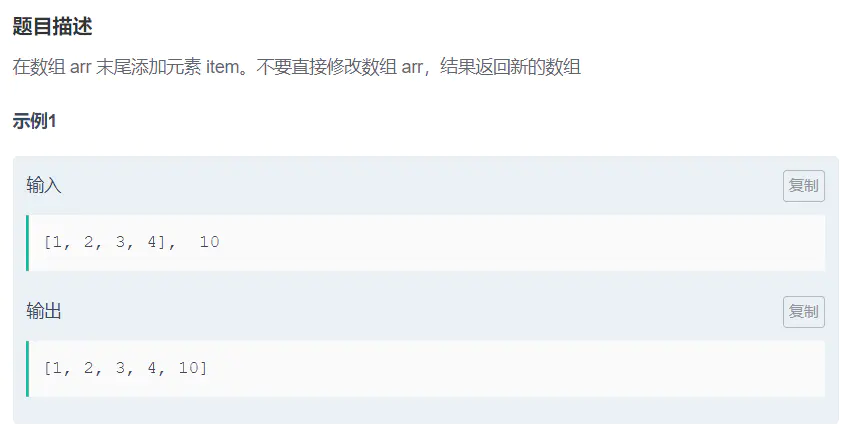 题目描述
在数组 arr 末尾添加元素 item。不要直接修改数组 arr，结果返回新的数组
示例1
输入
复制
[1, 2, 3, 4],  10
输出
复制
[1, 2, 3, 4, 10]